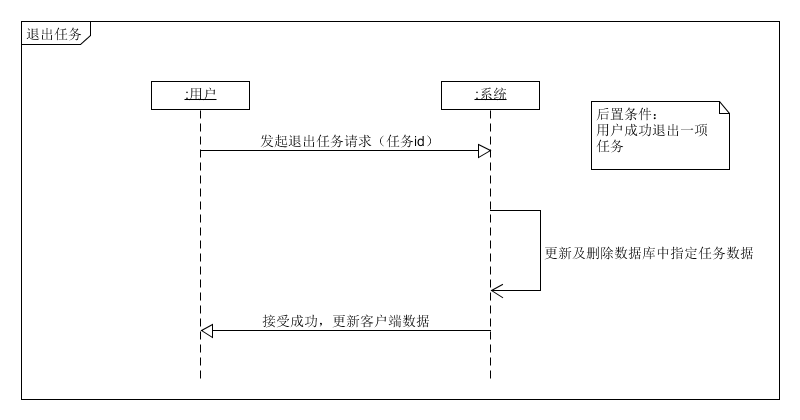 退出任务
:用户
:系统
后置条件：
用户成功退出一项
任务
发起退出任务请求（任务id）
更新及删除数据库中指定任务数据
接受成功，更新客户端数据